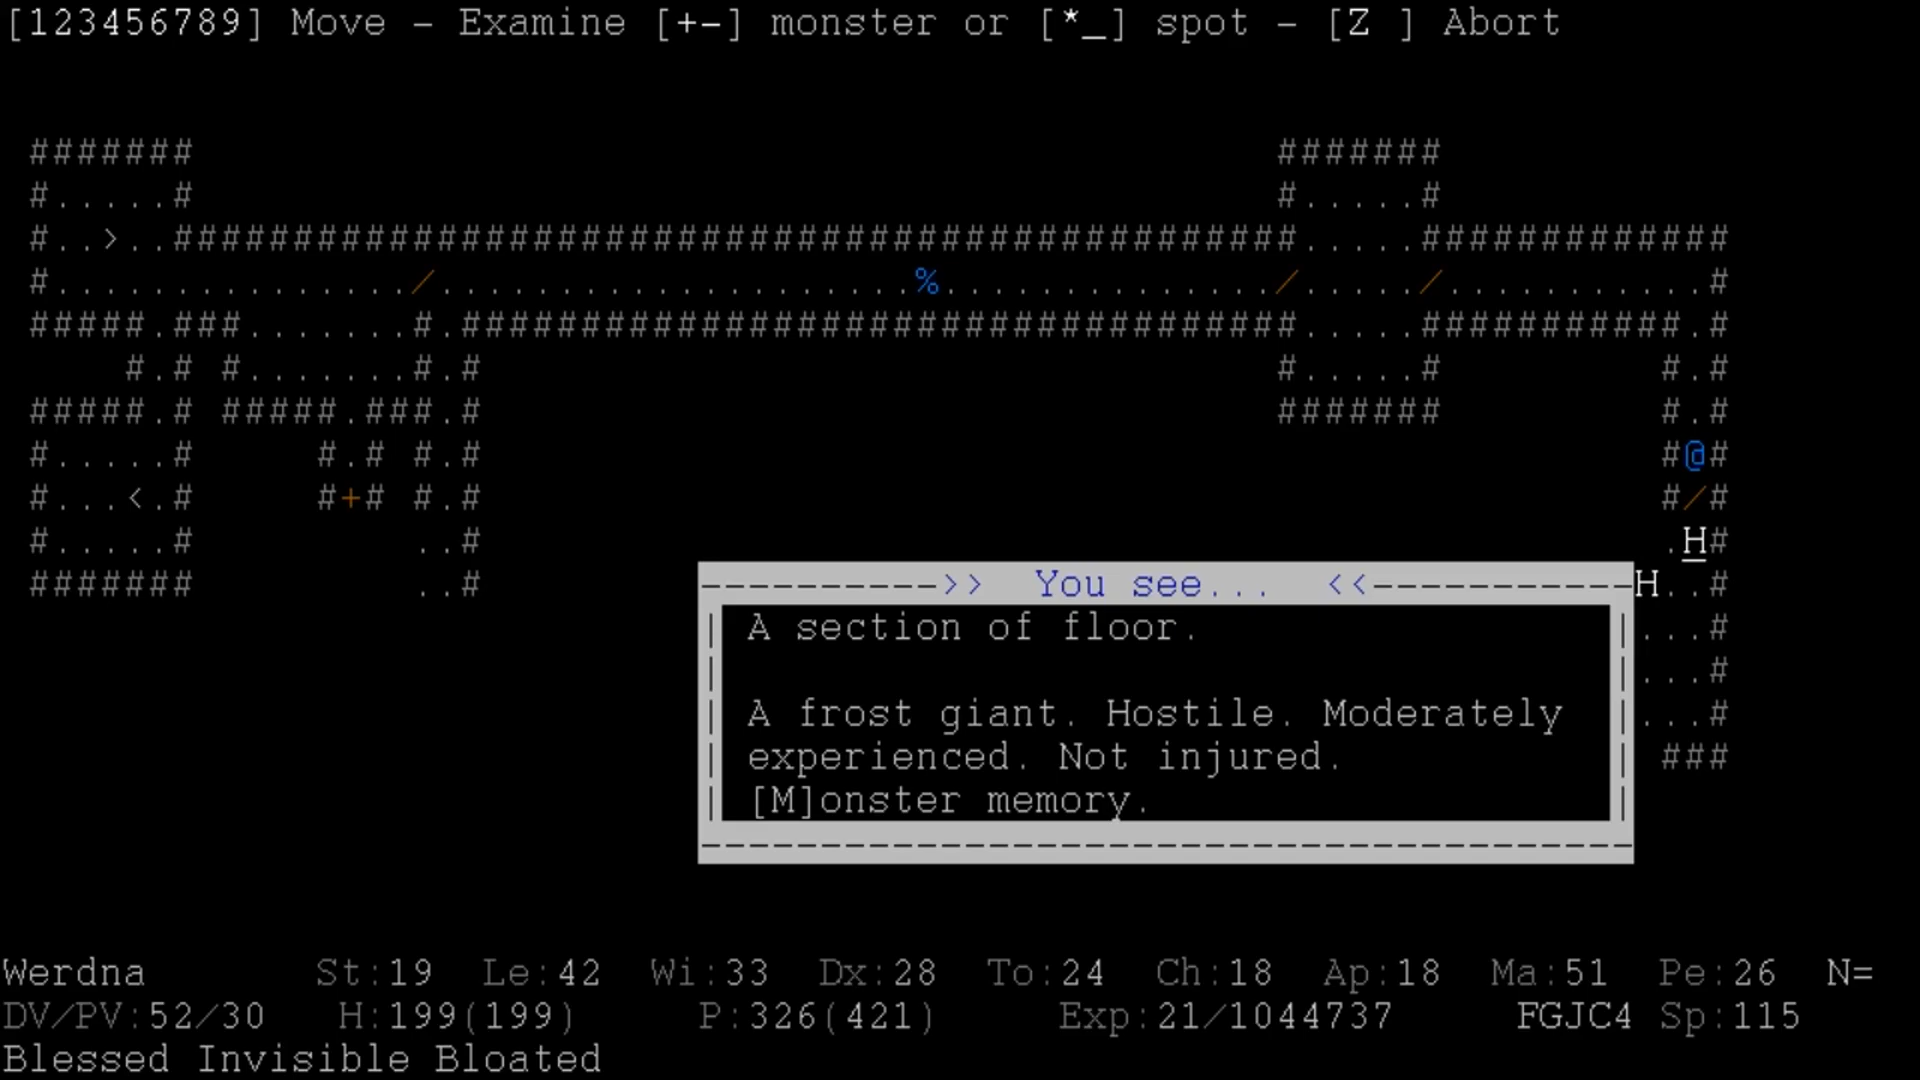 [123456789] Move - Examine [+-] monster or [*_] spot - [Z ] Abort
#######                                              #######
#.....#                                              #.....#
#..>..###############################################.....#############
#.............../...................%............./...../...........#
#####.###.......#.###################################.....###########.#
#.# #.......#.#                                  #.....#         #.#
#####.# #####.###.#                                  #######         #.#
#.....#     #.# #.#                                                 #@#
#...<.#     #+# #.#                                                 #/#
#.....#         ..#                                                 .H#
#######         ..#         ---------->>  You see...  <<-----------H..#
A section of floor. ...#
...#
A frost giant. Hostile. Moderately ...#
experienced. Not injured. ###
[M]onster memory.
Werdna       St:19  Le:42  Wi:33  Dx:28  To:24  Ch:18  Ap:18  Ma:51  Pe:26  N=
DV/PV:52/30   H:199(199)     P:326(421)     Exp:21/1044737     FGJC4 Sp:115
Blessed Invisible Bloated